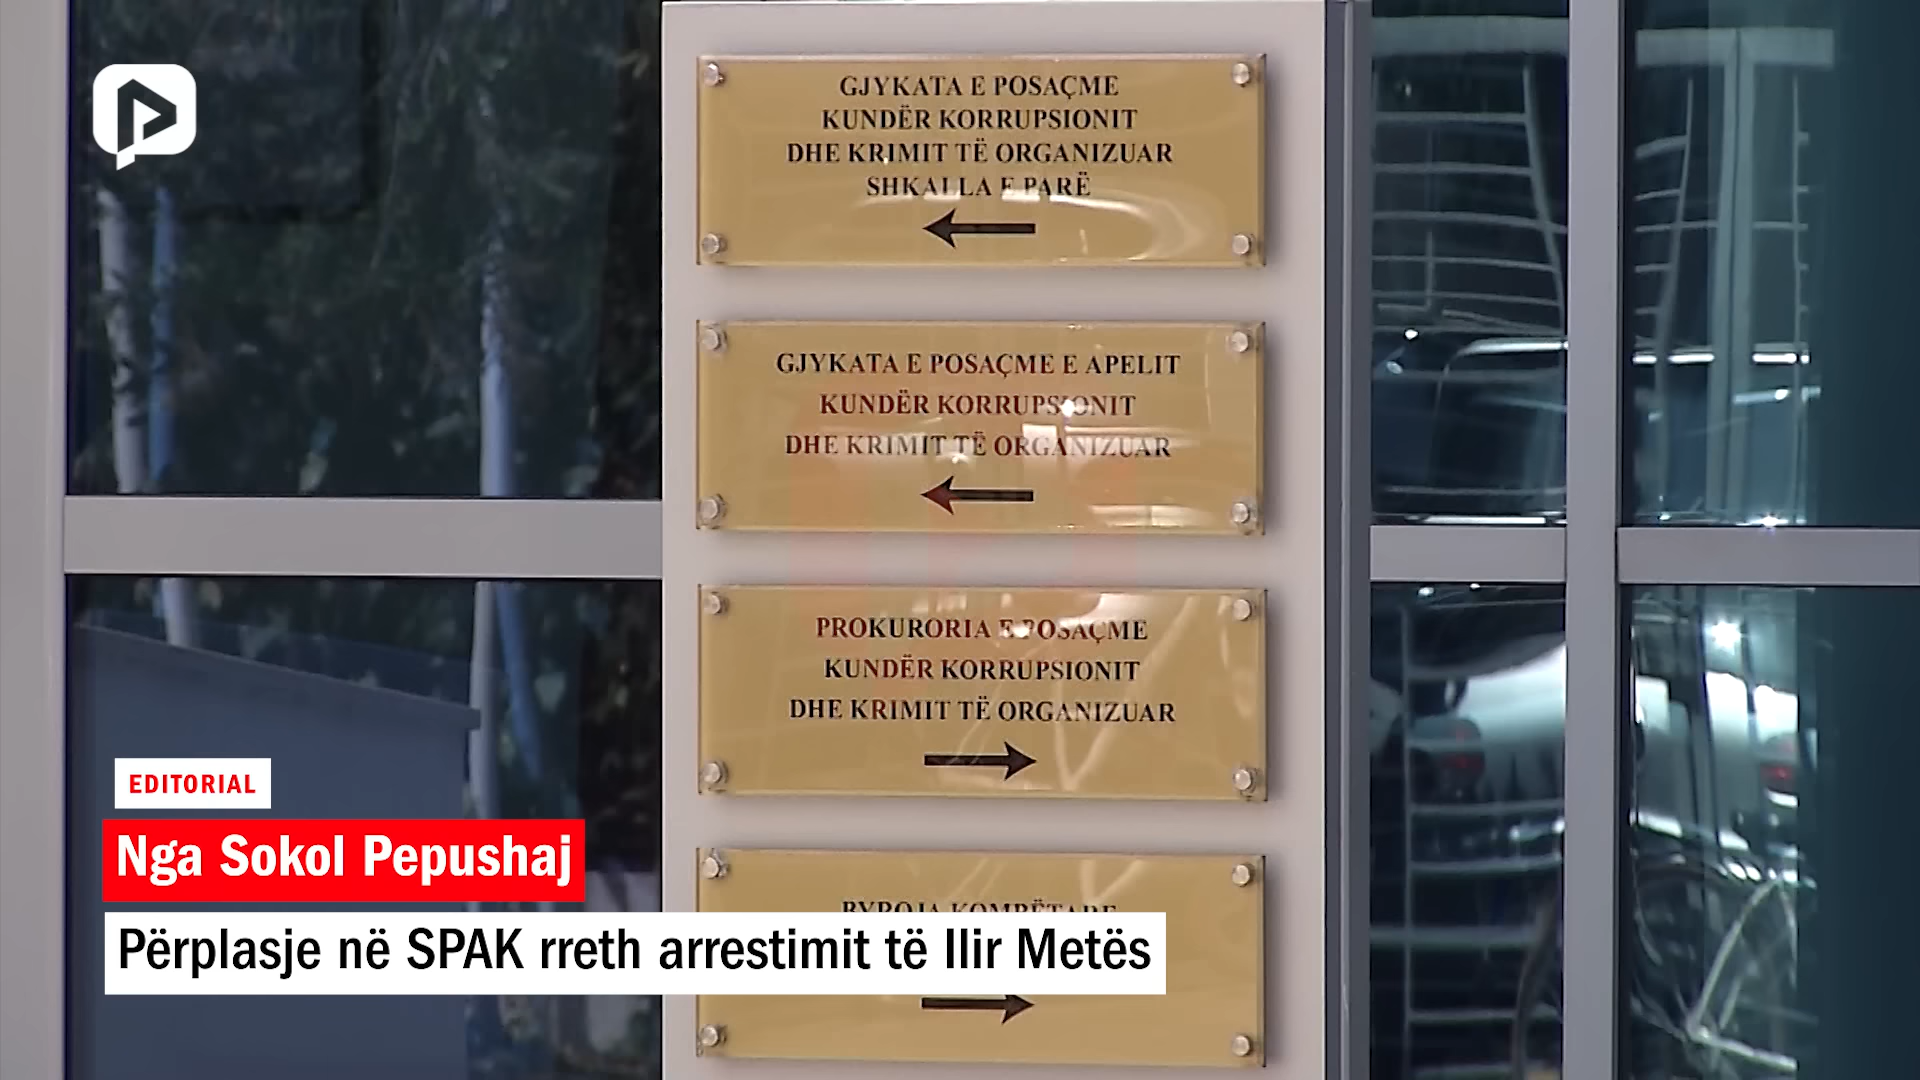 GJYKATA E POSAÇME
KUNDËR KORRUPSIONIT
DHE KRIMIT TË ORGANIZUAR
SHKALLA E PARË
GJYKATA E POSAÇME E APELIT
KUNDËR KORRUPSIONIT
DHE KRIMIT TË ORGANIZUAR
PROKURORIA E POSAÇME
KUNDËR KORRUPSIONIT
DHE KRIMIT TË ORGANIZUAR
BYROJA KOMBËTARE
EDITORIAL
Nga Sokol Pepushaj
Përplasje në SPAK rreth arrestimit të Ilir Metës